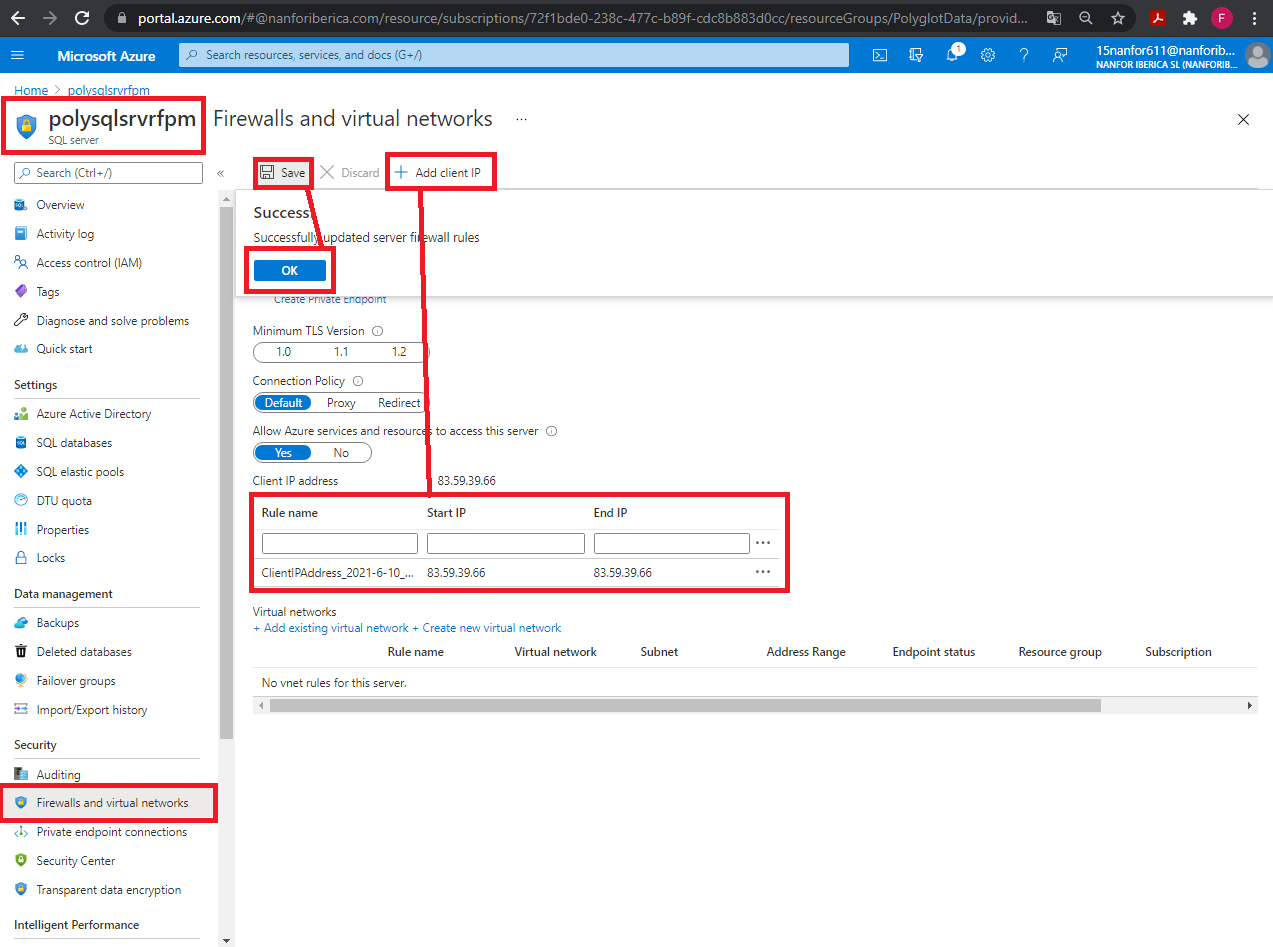 portal.azure.com/#@nanforiberica.com/resource/subscriptions/72f1bde0-238c-477c-b89f-cdc8b883d0cc/resourceGroups/PolyglotData/provid...
F
Microsoft Azure
Search resources, services, and docs (G+/)
1
15nanfor611@nanforib...
NANFOR IBERICA SL (NANFORIB...
Home > polysqlsrvrfpm
polysqlsrvrfpm
SQL server
Firewalls and virtual networks ...
Search (Ctrl+/)
«
Save
Discard
Add client IP
Overview
Activity log
Access control (IAM)
Tags
Diagnose and solve problems
Quick start
Settings
Azure Active Directory
SQL databases
SQL elastic pools
DTU quota
Properties
Locks
Data management
Backups
Deleted databases
Failover groups
Import/Export history
Security
Auditing
Firewalls and virtual networks
Private endpoint connections
Security Center
Transparent data encryption
Intelligent Performance
Success
Successfully updated server firewall rules
OK
Create Private Endpoint
Minimum TLS Version
1.0 1.1 1.2
Connection Policy
Default Proxy Redirect
Allow Azure services and resources to access this server
Yes No
Client IP address 83.59.39.66
Rule name Start IP End IP
...
ClientIPAddress_2021-6-10_... 83.59.39.66 83.59.39.66 ...
Virtual networks
+ Add existing virtual network + Create new virtual network
Rule name Virtual network Subnet Address Range Endpoint status Resource group Subscription
No vnet rules for this server.